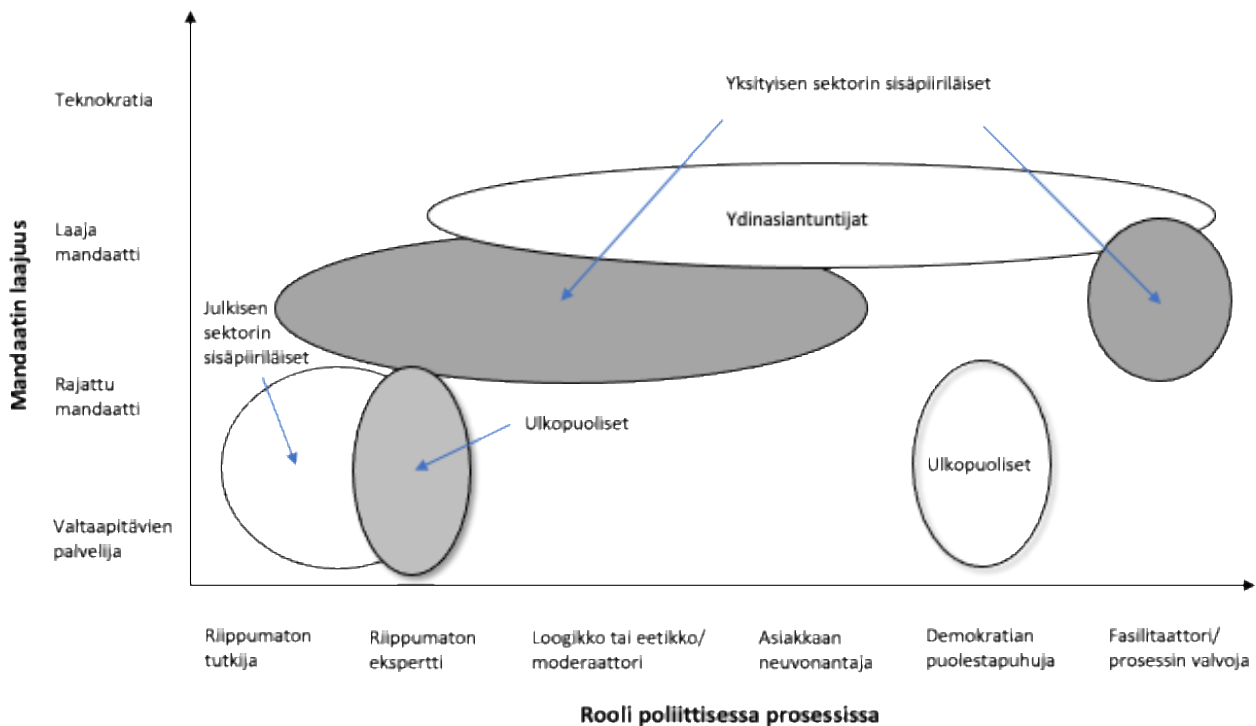 Yksityisen sektorin sisäpiiriläiset
Teknokratia
Mandaatin laajuus
Laaja
mandaatti
Ydinasiantuntijat
Julkisen
sektorin
sisäpiiriläiset
Rajattu
mandaatti
Ulkopuoliset
Ulkopuoliset
Valtaapitävien
palvelija
Riippumaton
tutkija
Riippumaton
ekspertti
Loogikko tai eetikko/
moderaattori
Asiakkaan
neuvonantaja
Demokratian
puolestapuhuja
Fasilitaattori/
prosessin valvoja
Rooli poliittisessa prosessissa